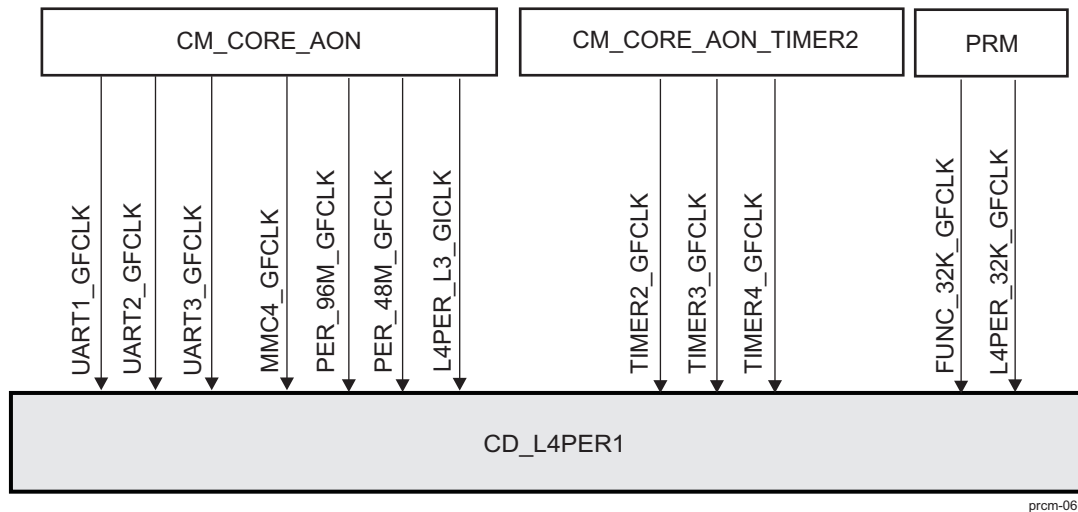 CM_CORE_AON
CM_CORE_AON_TIMER2
PRM
UART1_GFCLK
UART2_GFCLK
UART3_GFCLK
MMC4_GFCLK
PER_96M_GFCLK
PER_48M_GFCLK
L4PER_L3_GICLK
TIMER2_GFCLK
TIMER3_GFCLK
TIMER4_GFCLK
FUNC_32K_GFCLK
L4PER_32K_GFCLK
CD_L4PER1
prcm-06